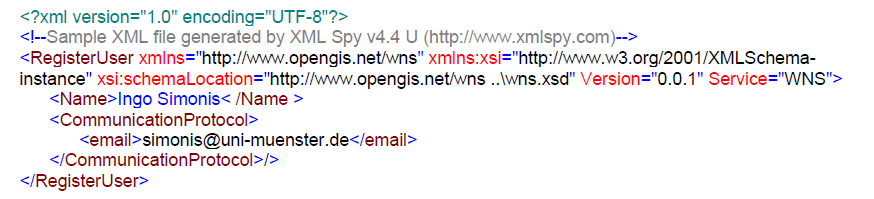 <?xml version="1.0" encoding="UTF-8"?>
<!--Sample XML file generated by XML Spy v4.4 U (http://www.xmlspy.com)-->
<RegisterUser xmlns="http://www.opengis.net/wns" xmlns:xsi="http://www.w3.org/2001/XMLSchema-
instance" xsi:schemaLocation="http://www.opengis.net/wns ..\wns.xsd" Version="0.0.1" Service="WNS">
<Name>Ingo Simonis< /Name >
<CommunicationProtocol>
<email>simonis@uni-muenster.de</email>
</CommunicationProtocol>/>
</RegisterUser>